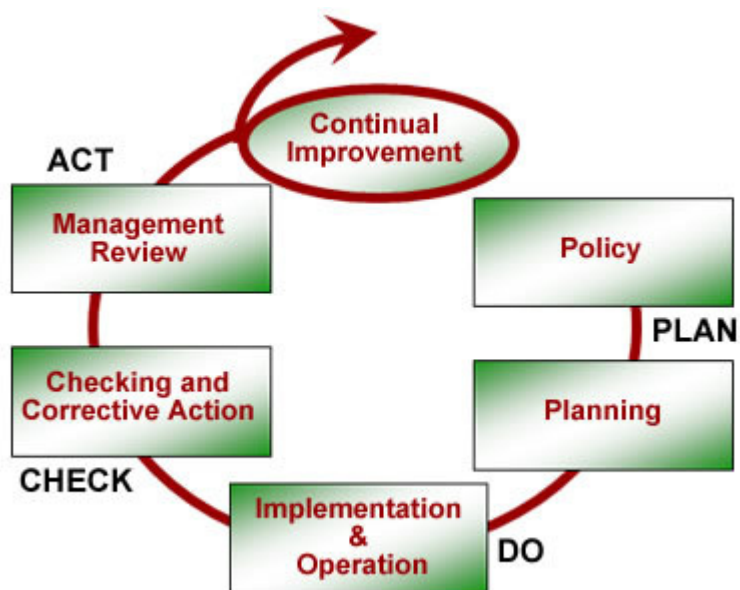 Continual
Improvement
ACT
Management
Review
Policy
PLAN
Checking and
Corrective Action
Planning
CHECK
Implementation
&
Operation
DO